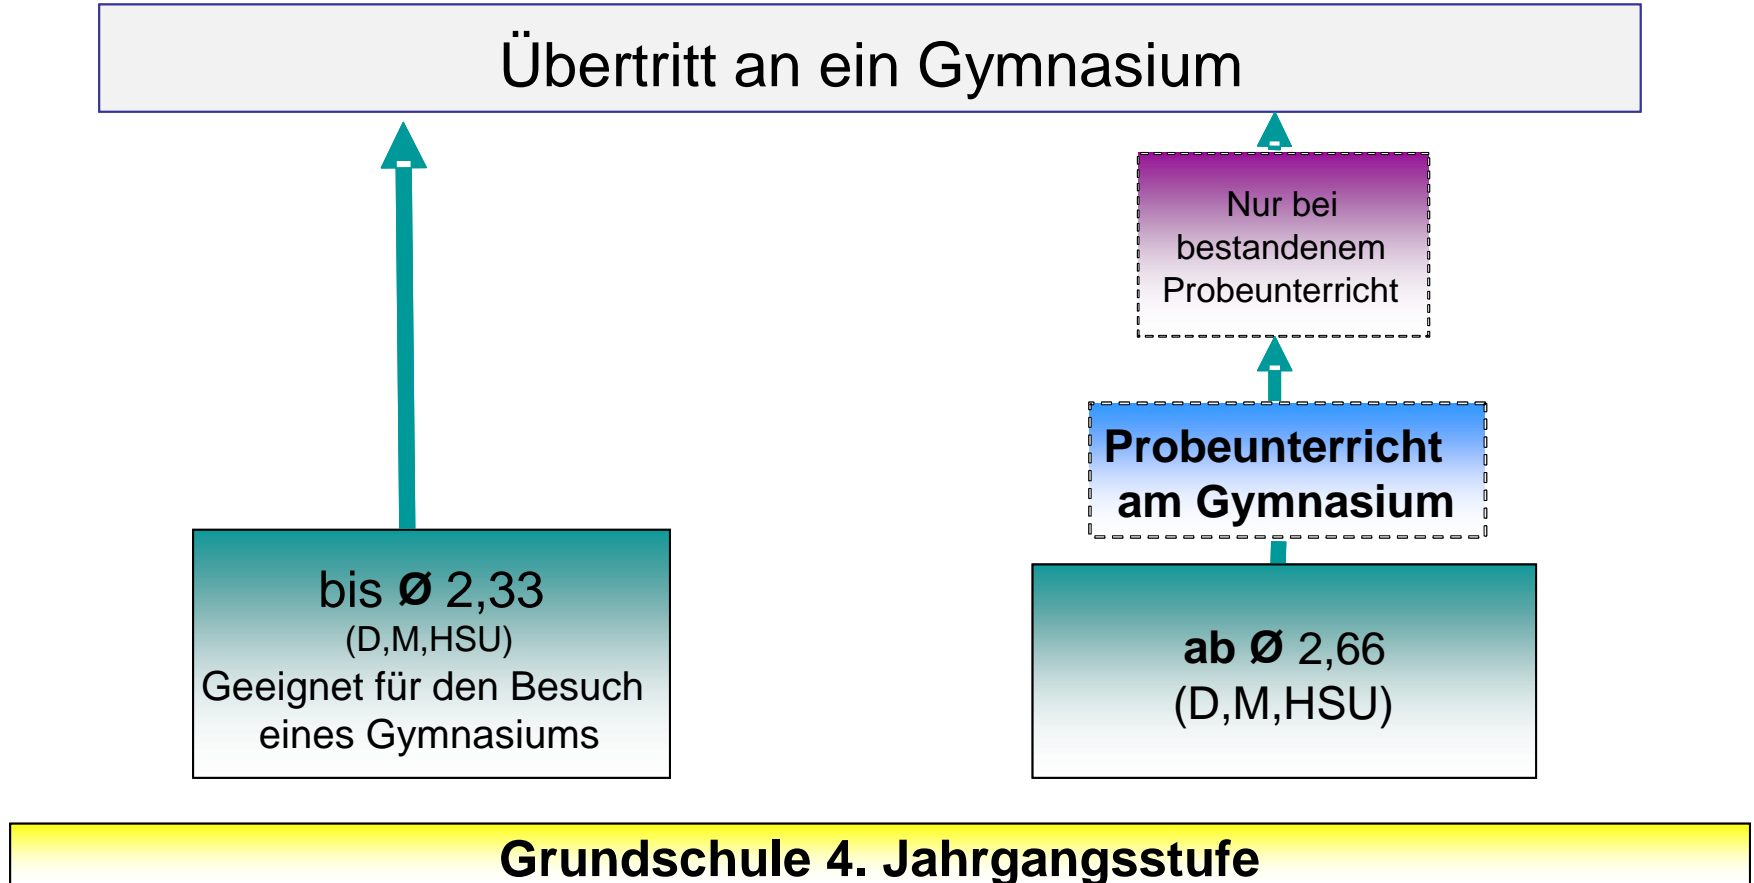 Übertritt an ein Gymnasium
Nur bei
bestandenem
Probeunterricht
Probeunterricht
am Gymnasium
bis Ø 2,33
(D,M,HSU)
Geeignet für den Besuch
eines Gymnasiums
ab Ø 2,66
(D,M,HSU)
Grundschule 4. Jahrgangsstufe